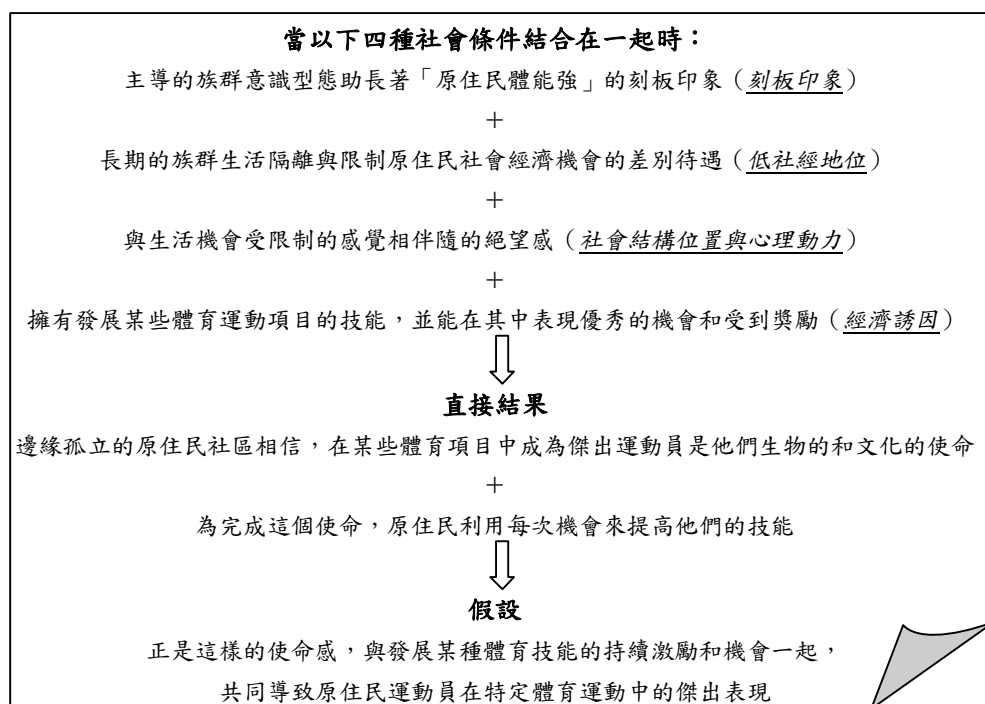 當以下四種社會條件結合在一起時：
主導的族群意識型態助長著「原住民體能強」的刻板印象（刻板印象）
＋
長期的族群生活隔離與限制原住民社會經濟機會的差別待遇（低社經地位）
＋
與生活機會受限制的感覺相伴隨的絕望感（社會結構位置與心理動力）
＋
擁有發展某些體育運動項目的技能，並能在其中表現優秀的機會和受到獎勵（經濟誘因）
直接結果
邊緣孤立的原住民社區相信，在某些體育項目中成為傑出運動員是他們生物的和文化的使命
＋
為完成這個使命，原住民利用每次機會來提高他們的技能
假設
正是這樣的使命感，與發展某種體育技能的持續激勵和機會一起，
共同導致原住民運動員在特定體育運動中的傑出表現